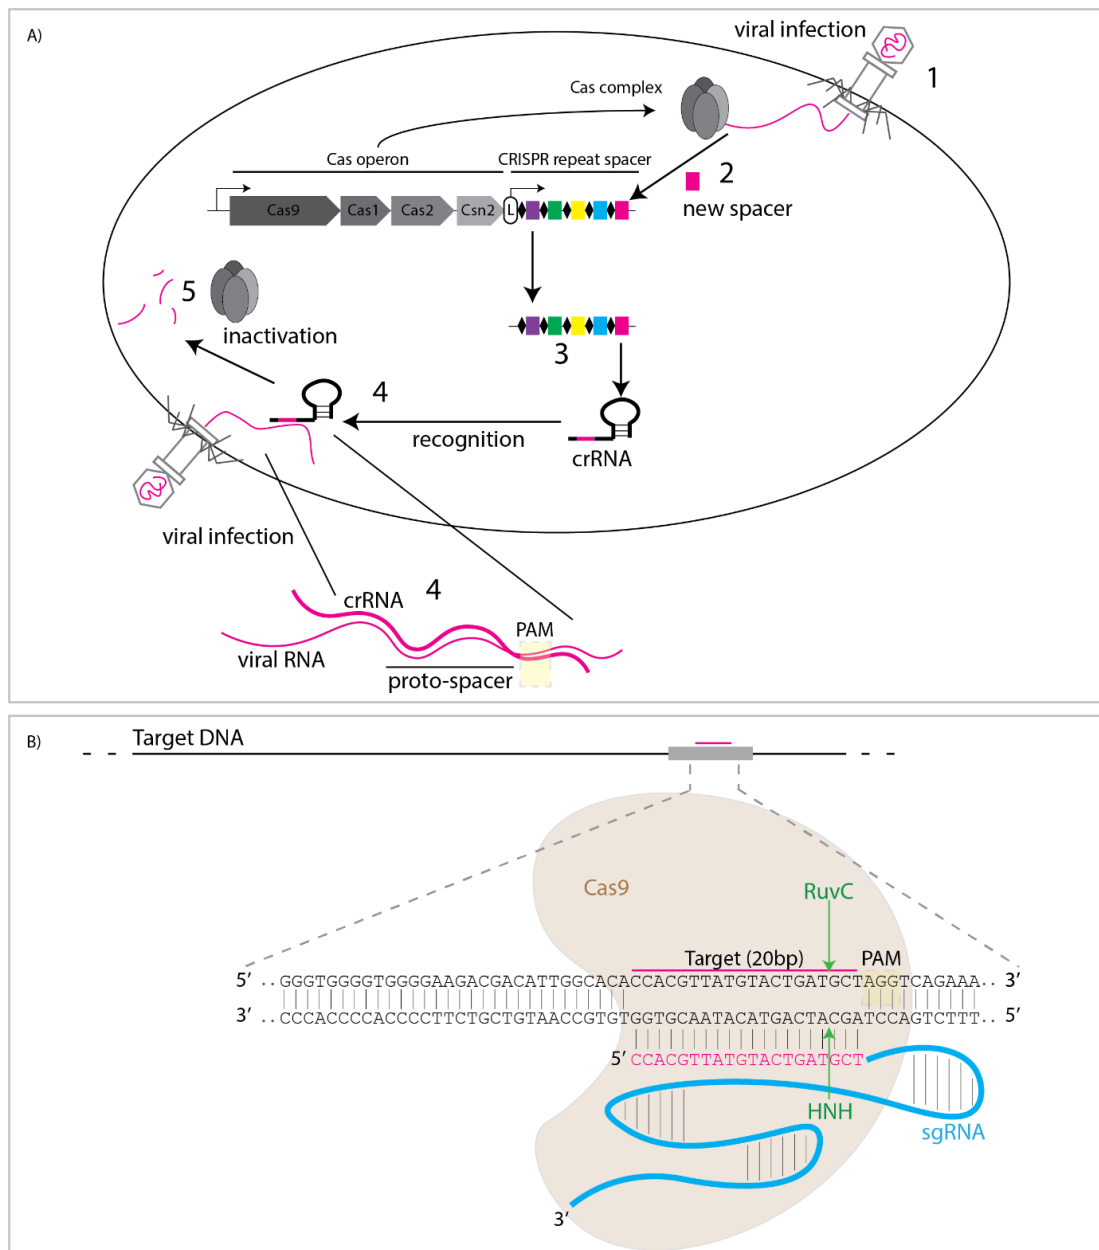 A)
viral infection
1
Cas complex
Cas operon
CRISPR repeat spacer
2
new spacer
Cas9
Cas1
Cas2
Csn2
L
5
inactivation
3
4
recognition
crRNA
viral infection
4
crRNA
PAM
viral RNA
proto-spacer
B)
Target DNA
Cas9
RuvC
Target (20bp)
PAM
5′ ..GGGTGGGGTGGGGAAGACGACATTGGCACACCACGTTATGTACTGATGCTAGGTCAGAAA.. 3′
3′ ..CCCACCCCACCCCTTCTGCTGTAACCGTGTGGTGCAATACATGACTACGATCCAGTCTTT.. 5′
5′ CCACGTTATGTACTGATGCT
HNH
sgRNA
3′